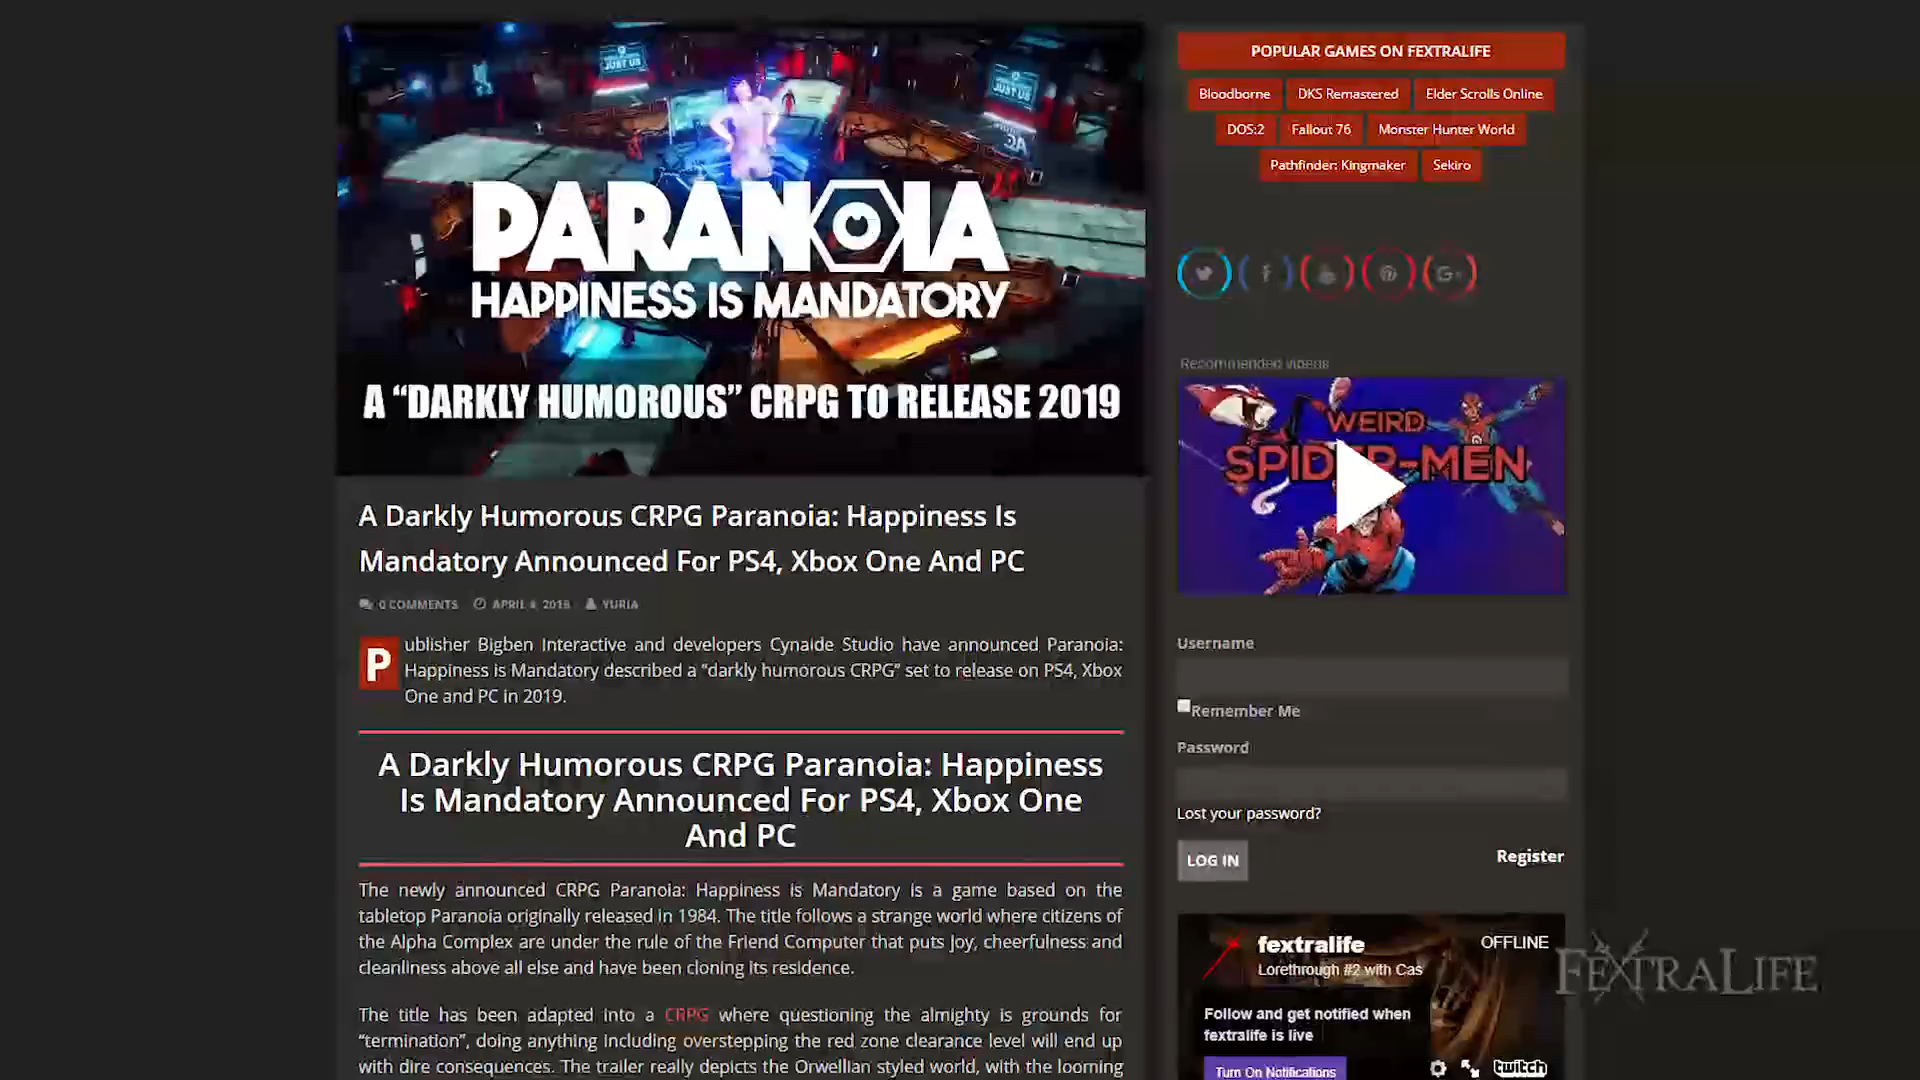 JUST US
JUST US
PARANOIA
HAPPINESS IS MANDATORY
A “DARKLY HUMOROUS” CRPG TO RELEASE 2019
A Darkly Humorous CRPG Paranoia: Happiness Is
Mandatory Announced For PS4, Xbox One And PC
0 COMMENTS APRIL 2018 YURIA
Publisher Bigben Interactive and developers Cynaide Studio have announced Paranoia:
Happiness is Mandatory described a “darkly humorous CRPG” set to release on PS4, Xbox
One and PC in 2019.
A Darkly Humorous CRPG Paranoia: Happiness
Is Mandatory Announced For PS4, Xbox One
And PC
The newly announced CRPG Paranoia: Happiness is Mandatory is a game based on the
tabletop Paranoia originally released in 1984. The title follows a strange world where citizens of
the Alpha Complex are under the rule of the Friend Computer that puts joy, cheerfulness and
cleanliness above all else and have been cloning its residence.
The title has been adapted into a CRPG where questioning the almighty is grounds for
“termination”, doing anything including overstepping the red zone clearance level will end up
with dire consequences. The trailer really depicts the Orwellian styled world, with the looming
POPULAR GAMES ON FEXTRALIFE
Bloodborne DKS Remastered Elder Scrolls Online
DOS:2 Fallout 76 Monster Hunter World
Pathfinder: Kingmaker Sekiro
Recommended videos
WEIRD
SPIDER-MEN
Username
Remember Me
Password
Lost your password?
LOG IN Register
fextralife OFFLINE
Lorethrough #2 with Cas
Follow and get notified when
fextralife is live
Turn On Notifications twitch
FEXTRALIFE